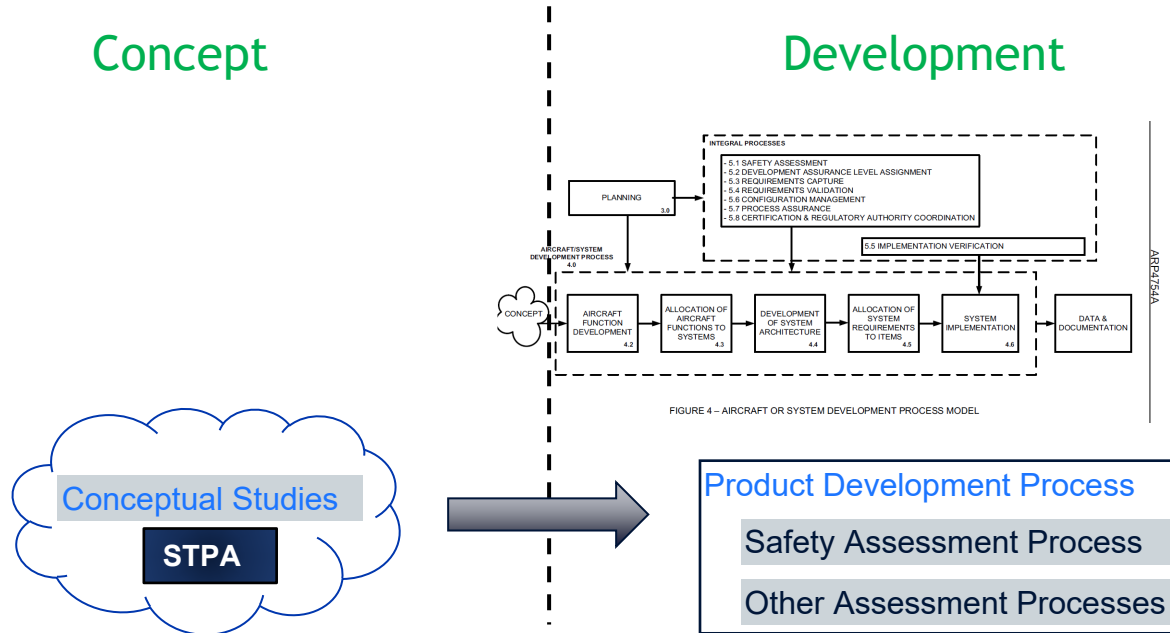 Concept
Development
INTEGRAL PROCESSES
- 5.1 SAFETY ASSESSMENT
- 5.2 DEVELOPMENT ASSURANCE LEVEL ASSIGNMENT
- 5.3 REQUIREMENTS CAPTURE
- 5.4 REQUIREMENTS VALIDATION
- 5.6 CONFIGURATION MANAGEMENT
- 5.7 PROCESS ASSURANCE
- 5.8 CERTIFICATION & REGULATORY AUTHORITY COORDINATION
PLANNING
3.0
5.5 IMPLEMENTATION VERIFICATION
AIRCRAFT/SYSTEM
DEVELOPMENT PROCESS
4.0
CONCEPT
AIRCRAFT
FUNCTION
DEVELOPMENT
4.2
ALLOCATION OF
AIRCRAFT
FUNCTIONS TO
SYSTEMS
4.3
DEVELOPMENT
OF SYSTEM
ARCHITECTURE
4.4
ALLOCATION OF
SYSTEM
REQUIREMENTS
TO ITEMS
4.5
SYSTEM
IMPLEMENTATION
4.6
DATA &
DOCUMENTATION
ARP4754A
FIGURE 4 – AIRCRAFT OR SYSTEM DEVELOPMENT PROCESS MODEL
Conceptual Studies
STPA
Product Development Process
Safety Assessment Process
Other Assessment Processes